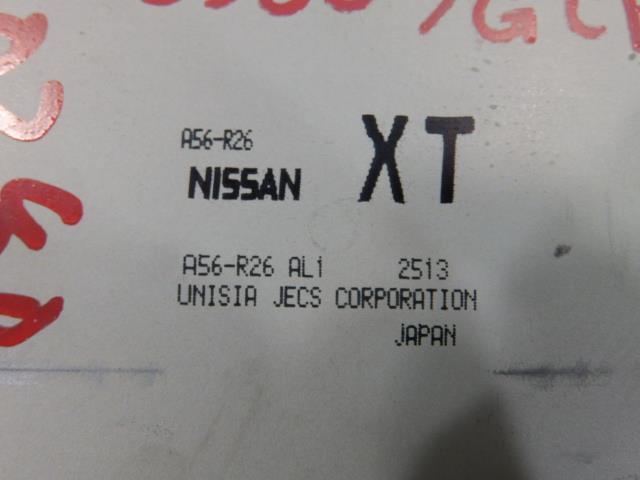 A56-R26
NISSAN XT
A56-R26 AL1 2513
UNISIA JECS CORPORATION
JAPAN